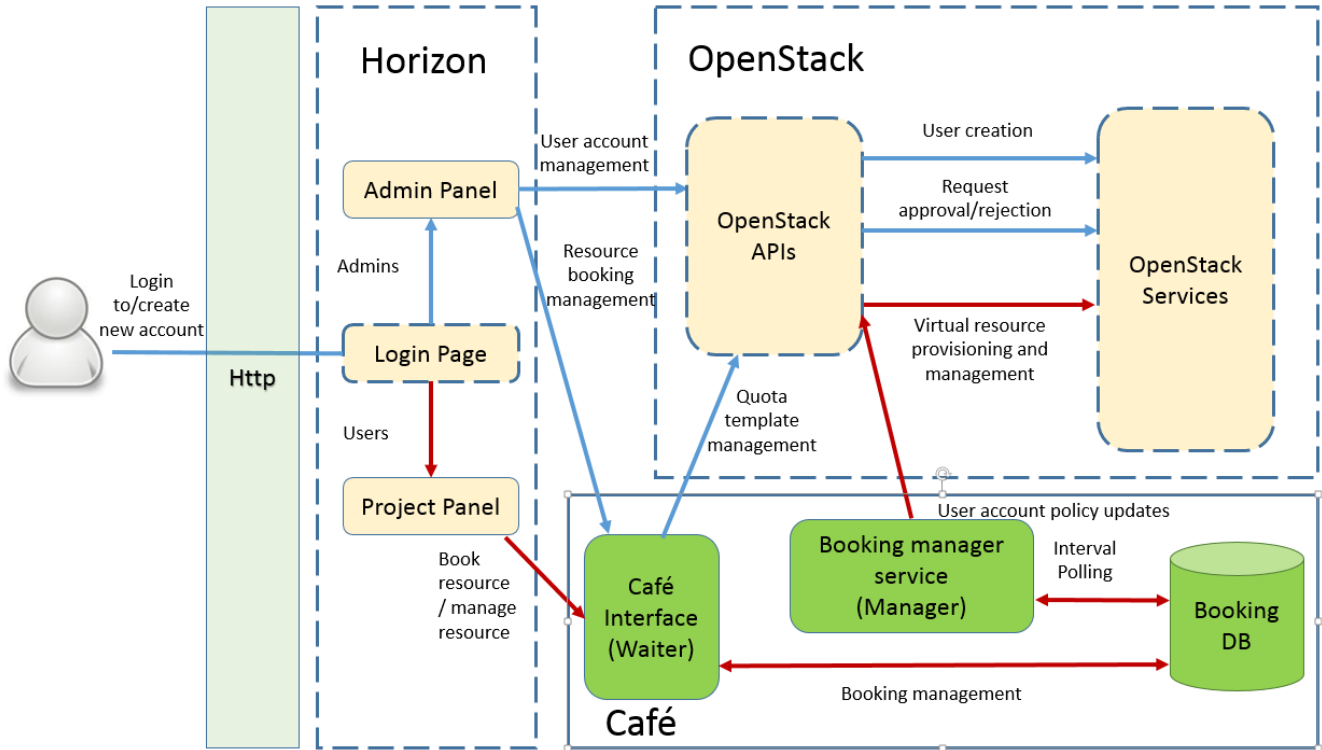 Horizon
OpenStack
User account
management
User creation
Admin Panel
Request
approval/rejection
OpenStack
APIs
Admins
Resource
booking
management
OpenStack
Services
Login
to/create
new account
Login Page
Http
Virtual resource
provisioning and
management
Users
Quota
template
management
Project Panel
User account policy updates
Book
resource
/ manage
resource
Café
Interface
(Waiter)
Booking manager
service
(Manager)
Interval
Polling
Booking
DB
Booking management
Café